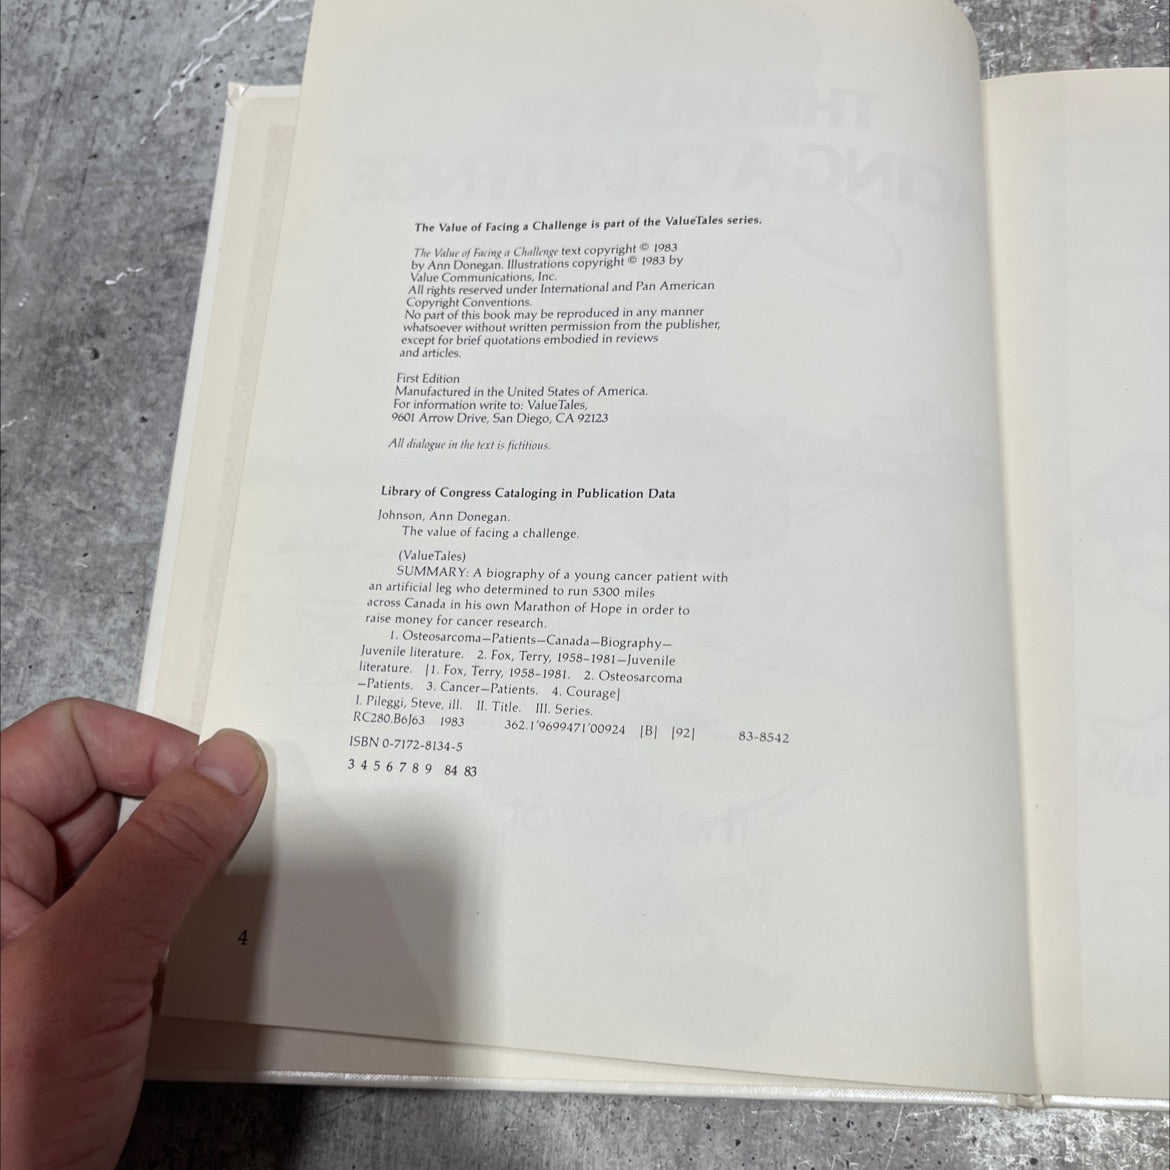 The Value of Facing a Challenge is part of the ValueTales series.
The Value of Facing a Challenge text copyright © 1983
by Ann Donegan. Illustrations copyright © 1983 by
Value Communications, Inc.
All rights reserved under International and Pan American
Copyright Conventions.
No part of this book may be reproduced in any manner
whatsoever without written permission from the publisher,
except for brief quotations embodied in reviews
and articles.
First Edition
Manufactured in the United States of America.
For information write to: ValueTales,
9601 Arrow Drive, San Diego, CA 92123
All dialogue in the text is fictitious.
Library of Congress Cataloging in Publication Data
Johnson, Ann Donegan.
The value of facing a challenge.
(ValueTales)
SUMMARY: A biography of a young cancer patient with
an artificial leg who determined to run 5300 miles
across Canada in his own Marathon of Hope in order to
raise money for cancer research.
1. Osteosarcoma—Patients—Canada—Biography—
Juvenile literature. 2. Fox, Terry, 1958-1981—Juvenile
literature. [1. Fox, Terry, 1958-1981. 2. Osteosarcoma
—Patients. 3. Cancer—Patients. 4. Courage]
I. Pileggi, Steve, ill. II. Title. III. Series.
RC280.B6J63 1983 362.1'9699471'00924 [B] [92] 83-8542
ISBN 0-7172-8134-5
3 4 5 6 7 8 9 84 83
4